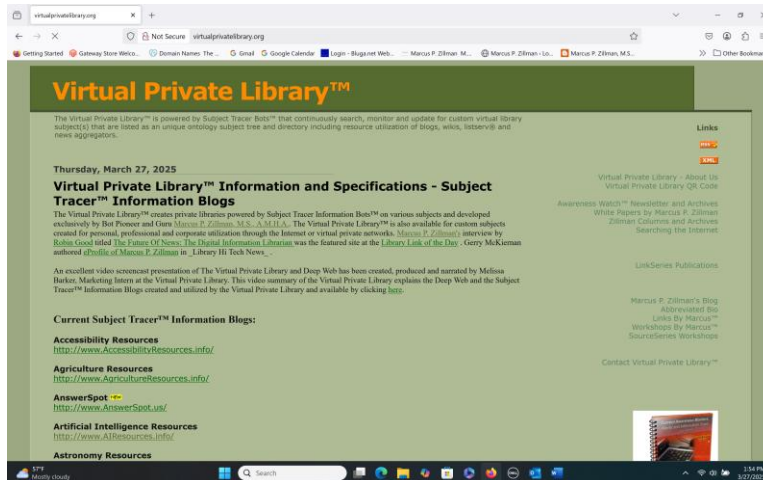 virtualprivatelibrary.org
Not Secure virtualprivatelibrary.org
Getting Started Gateway Store Welco... Domain Names The ... Gmail Google Calendar Login - Bluga.net Web... Marcus P. Zillman M... Marcus P. Zillman - Lo... Marcus P. Zillman, M.S... Other Bookmar
Virtual Private Library™
The Virtual Private Library™ is powered by Subject Tracer Bots™ that continuously search, monitor and update for custom virtual library
subject(s) that are listed as an unique ontology subject tree and directory including resource utilization of blogs, wikis, listserv® and
news aggregators.
Thursday, March 27, 2025
Virtual Private Library™ Information and Specifications - Subject
Tracer™ Information Blogs
The Virtual Private Library™ creates private libraries powered by Subject Tracer Information Bots™ on various subjects and developed
exclusively by Bot Pioneer and Guru Marcus P. Zillman, M.S., A.M.H.A.. The Virtual Private Library™ is also available for custom subjects
created for personal, professional and corporate utilization through the Internet or virtual private networks. Marcus P. Zillman's interview by
Robin Good titled The Future Of News: The Digital Information Librarian was the featured site at the Library Link of the Day . Gerry McKiernan
authored eProfile of Marcus P. Zillman in _Library Hi Tech News_ .
An excellent video screencast presentation of The Virtual Private Library and Deep Web has been created, produced and narrated by Melissa
Barker, Marketing Intern at the Virtual Private Library. This video summary of the Virtual Private Library explains the Deep Web and the Subject
Tracer™ Information Blogs created and utilized by the Virtual Private Library and available by clicking here.
Current Subject Tracer™ Information Blogs:
Accessibility Resources
http://www.AccessibilityResources.info/
Agriculture Resources
http://www.AgricultureResources.info/
AnswerSpot
http://www.AnswerSpot.us/
Artificial Intelligence Resources
http://www.AIResources.info/
Astronomy Resources
Links
RSS
XML
Virtual Private Library - About Us
Virtual Private Library QR Code
Awareness Watch™ Newsletter and Archives
White Papers by Marcus P. Zillman
Zillman Columns and Archives
Searching the Internet
LinkSeries Publications
Marcus P. Zillman's Blog
Abbreviated Bio
Links By Marcus™
Workshops By Marcus™
SourceSeries Workshops
Contact Virtual Private Library™
57°F
Mostly cloudy
Search
1:54 PM
3/27/202